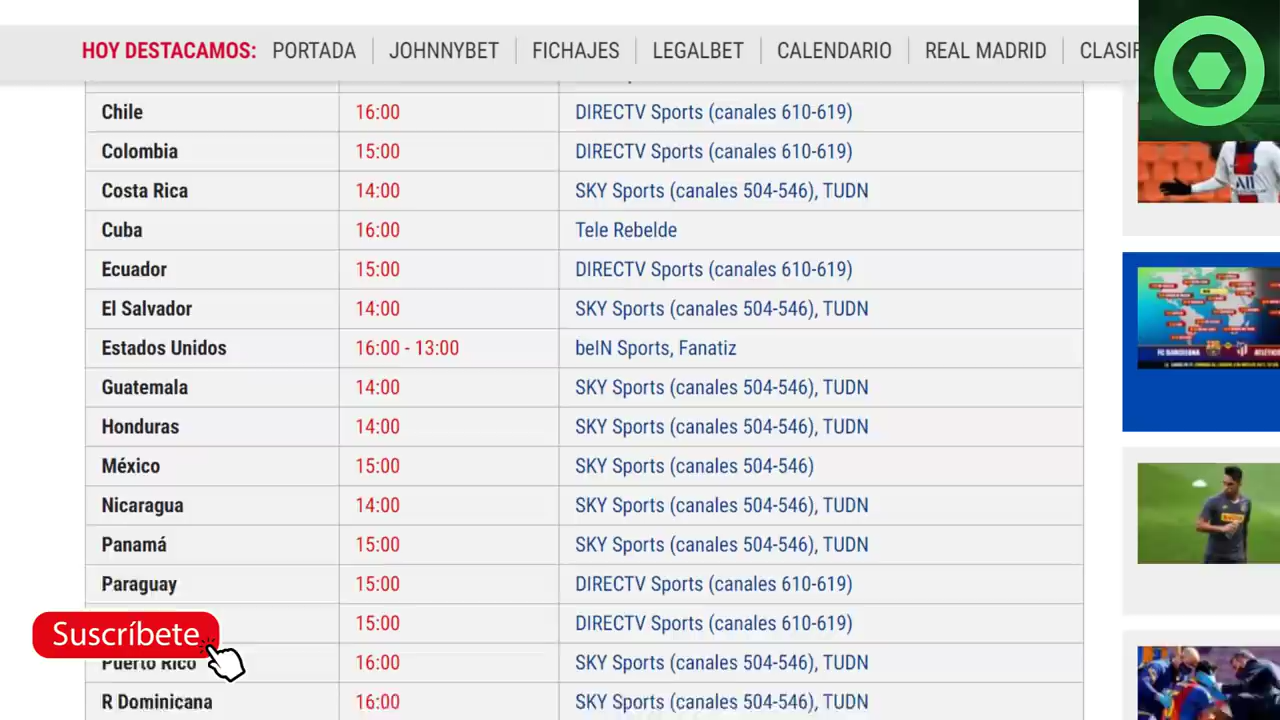 HOY DESTACAMOS: PORTADA JOHNNYBET FICHAJES LEGALBET CALENDARIO REAL MADRID CLASIF
Chile 16:00 DIRECTV Sports (canales 610-619)
Colombia 15:00 DIRECTV Sports (canales 610-619)
Costa Rica 14:00 SKY Sports (canales 504-546), TUDN
Cuba 16:00 Tele Rebelde
Ecuador 15:00 DIRECTV Sports (canales 610-619)
El Salvador 14:00 SKY Sports (canales 504-546), TUDN
Estados Unidos 16:00 - 13:00 beIN Sports, Fanatiz
Guatemala 14:00 SKY Sports (canales 504-546), TUDN
Honduras 14:00 SKY Sports (canales 504-546), TUDN
México 15:00 SKY Sports (canales 504-546)
Nicaragua 14:00 SKY Sports (canales 504-546), TUDN
Panamá 15:00 SKY Sports (canales 504-546), TUDN
Paraguay 15:00 DIRECTV Sports (canales 610-619)
15:00 DIRECTV Sports (canales 610-619)
Suscríbete
Puerto Rico 16:00 SKY Sports (canales 504-546), TUDN
R Dominicana 16:00 SKY Sports (canales 504-546), TUDN
FC BARCELONA